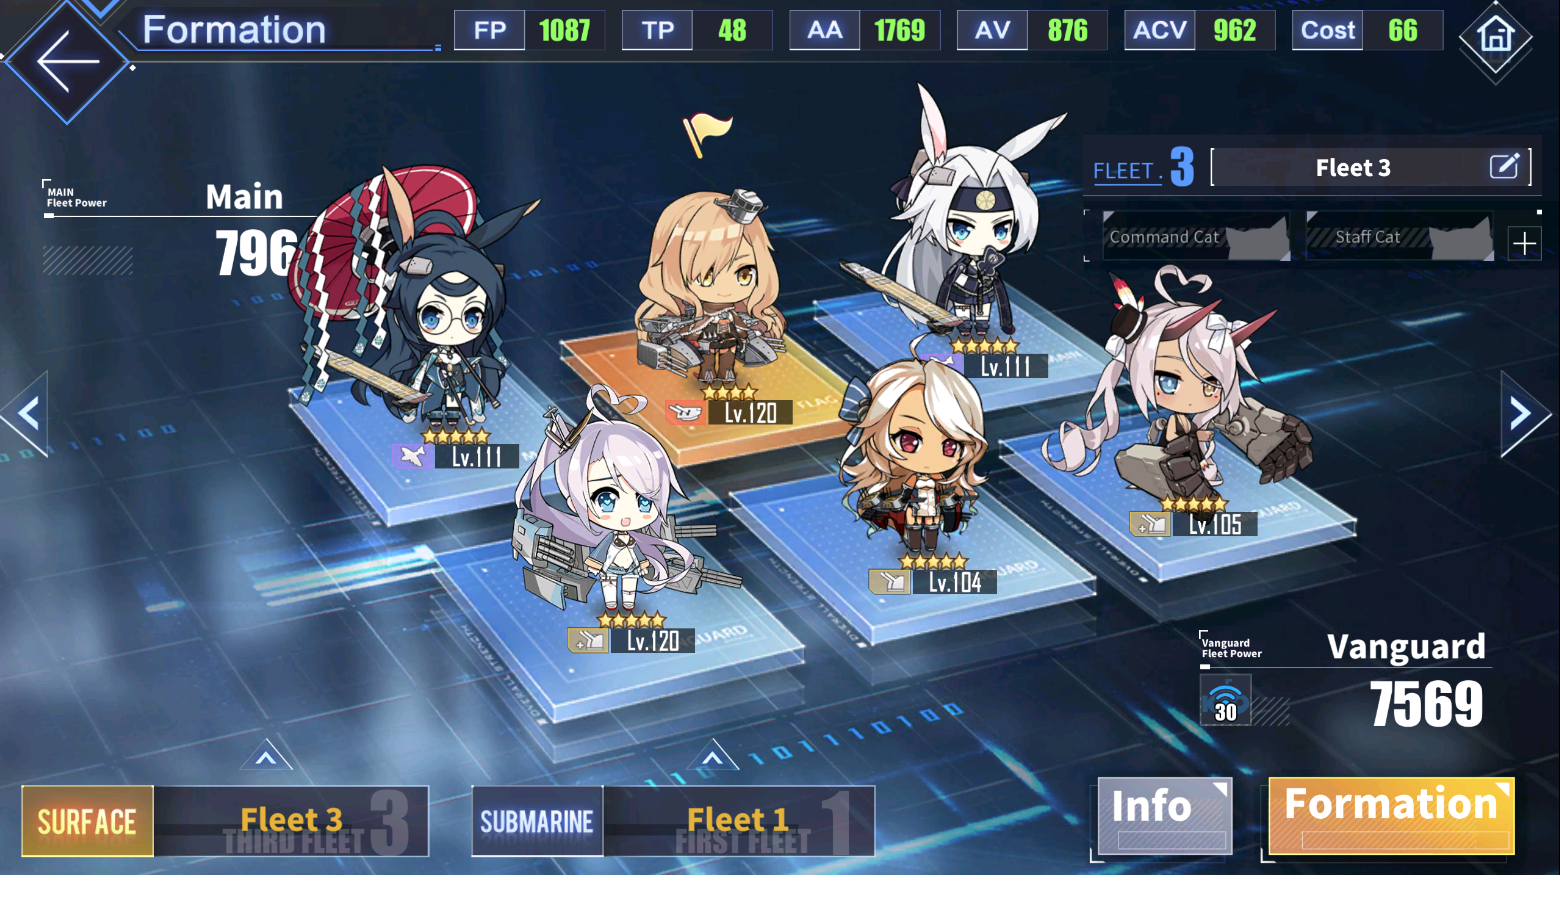 Formation
FP 1087
TP 48
AA 1769
AV 876
ACV 962
Cost 66
MAIN
Fleet Power
Main
796
FLEET. 3
Fleet 3
Command Cat
Staff Cat
Lv.111
Lv.120
Lv.111
Lv.105
Lv.104
Lv.120
FLAG
MAIN
Vanguard
Fleet Power
Vanguard
30
7569
SURFACE
Fleet 3
THIRD FLEET 3
SUBMARINE
Fleet 1
FIRST FLEET 1
Info
Formation